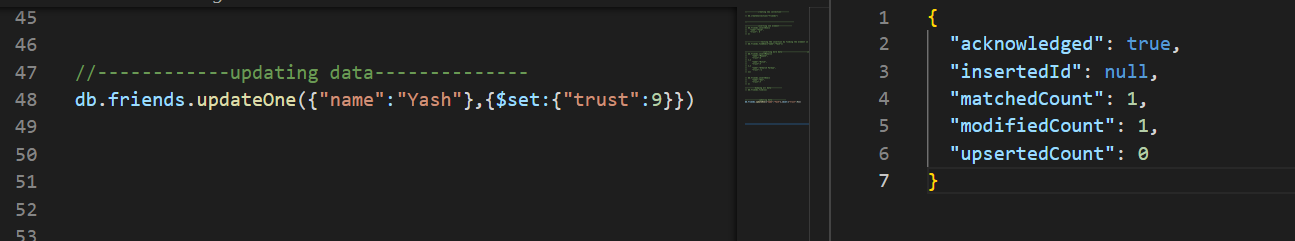 45
46
47 //------------updating data--------------
48 db.friends.updateOne({"name":"Yash"},{$set:{"trust":9}})
49
50
51
52
53
1 {
2 "acknowledged": true,
3 "insertedId": null,
4 "matchedCount": 1,
5 "modifiedCount": 1,
6 "upsertedCount": 0
7 }